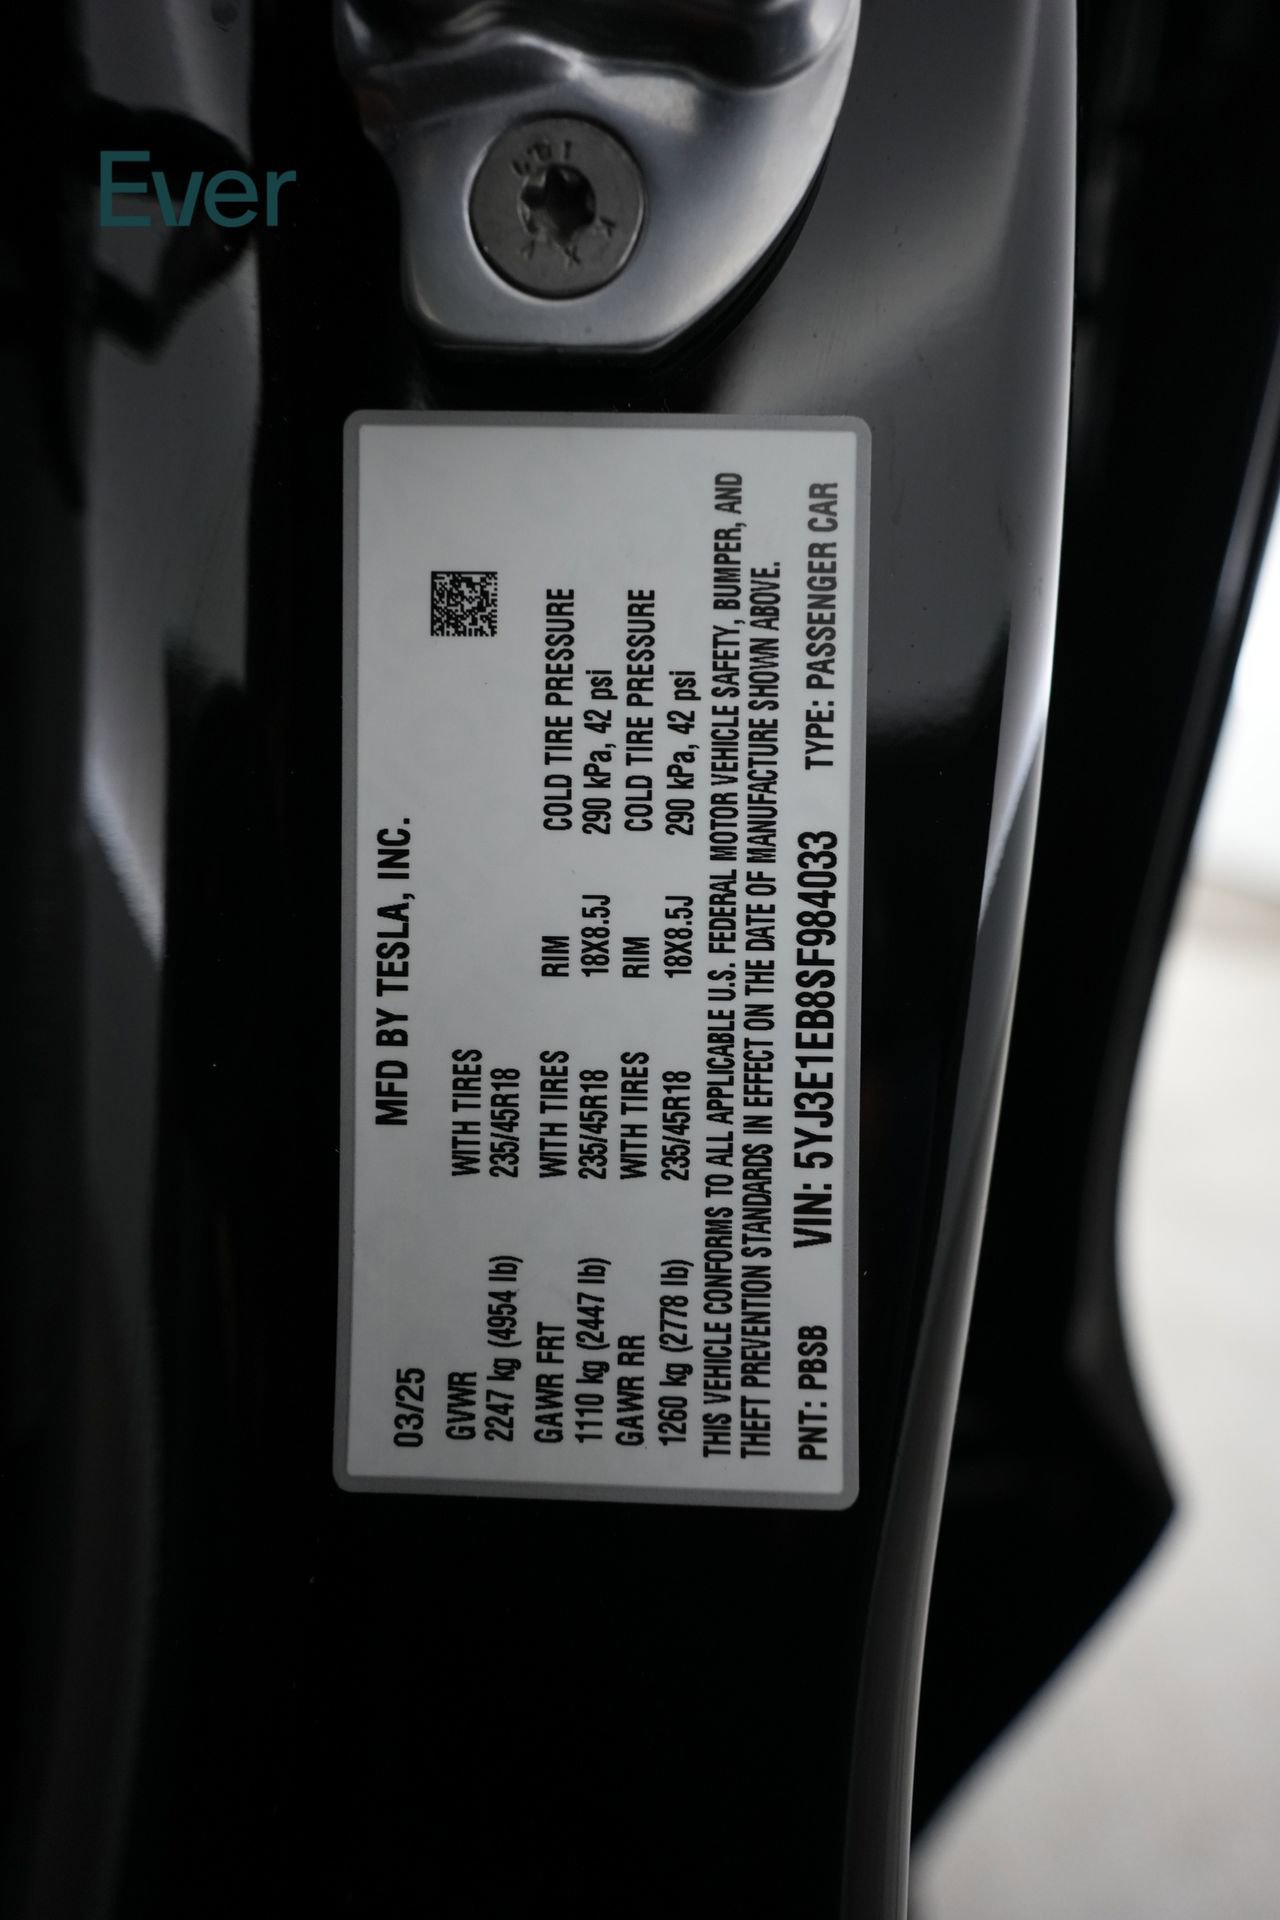 Ever
03/25 MFD BY TESLA, INC.
GVWR WITH TIRES
2247 kg (4954 lb) 235/45R18
GAWR FRT WITH TIRES RIM COLD TIRE PRESSURE
1110 kg (2447 lb) 235/45R18 18X8.5J 290 kPa, 42 psi
GAWR RR WITH TIRES RIM COLD TIRE PRESSURE
1260 kg (2778 lb) 235/45R18 18X8.5J 290 kPa, 42 psi
THIS VEHICLE CONFORMS TO ALL APPLICABLE U.S. FEDERAL MOTOR VEHICLE SAFETY, BUMPER, AND
THEFT PREVENTION STANDARDS IN EFFECT ON THE DATE OF MANUFACTURE SHOWN ABOVE.
PNT: PBSB VIN: 5YJ3E1EB8SF984033 TYPE: PASSENGER CAR